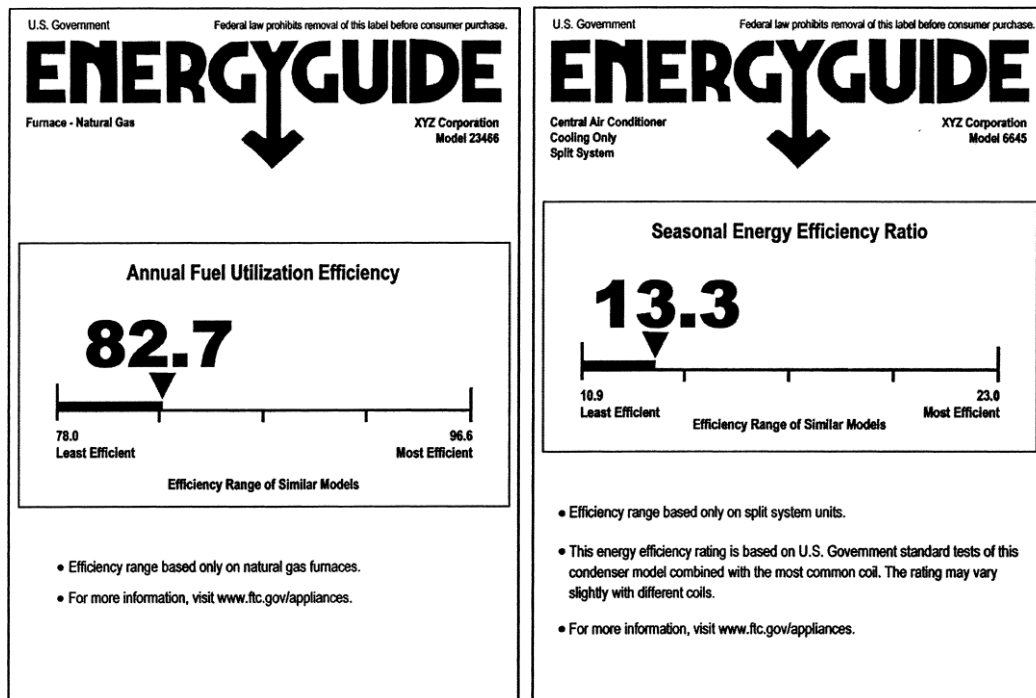 U.S. Government Federal law prohibits removal of this label before consumer purchase.
ENERGYGUIDE
Furnace - Natural Gas XYZ Corporation
Model 23466
Annual Fuel Utilization Efficiency
82.7
78.0 96.6
Least Efficient Most Efficient
Efficiency Range of Similar Models
• Efficiency range based only on natural gas furnaces.
• For more information, visit www.ftc.gov/appliances.
U.S. Government Federal law prohibits removal of this label before consumer purchase.
ENERGYGUIDE
Central Air Conditioner XYZ Corporation
Cooling Only Model 6645
Split System
Seasonal Energy Efficiency Ratio
13.3
10.9 23.0
Least Efficient Most Efficient
Efficiency Range of Similar Models
• Efficiency range based only on split system units.
• This energy efficiency rating is based on U.S. Government standard tests of this
condenser model combined with the most common coil. The rating may vary
slightly with different coils.
• For more information, visit www.ftc.gov/appliances.